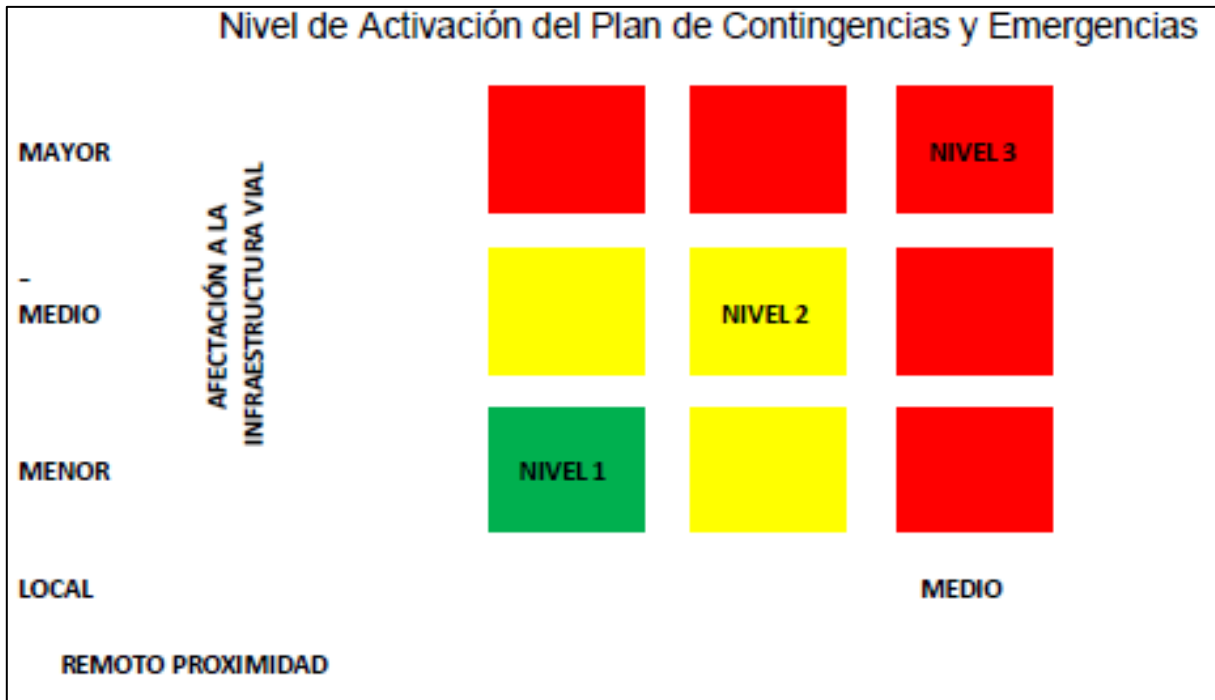 Nivel de Activación del Plan de Contingencias y Emergencias
MAYOR
NIVEL 3
AFECTACIÓN A LA
INFRAESTRUCTURA VIAL
-
MEDIO
NIVEL 2
MENOR
NIVEL 1
LOCAL
MEDIO
REMOTO PROXIMIDAD